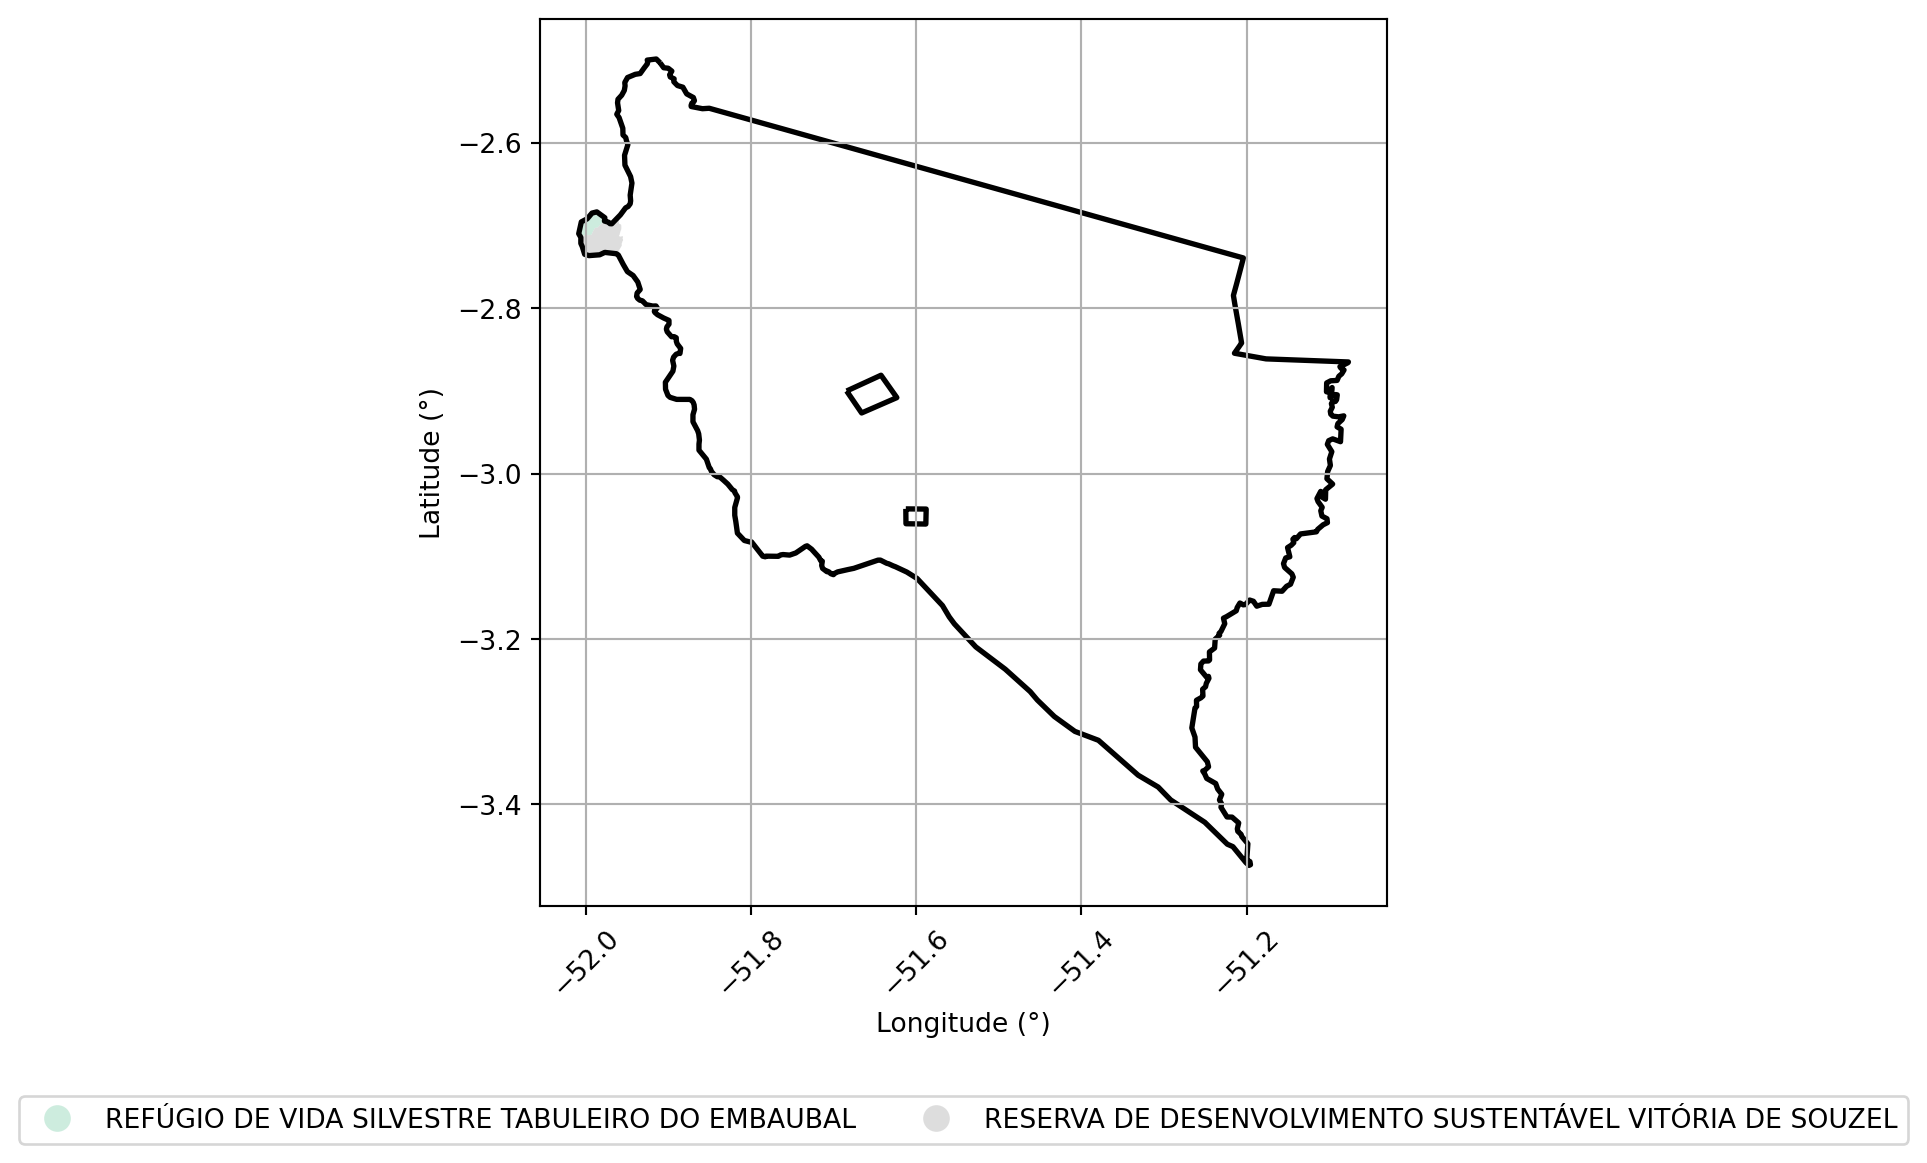 −2.6
−2.8
−3.0
−3.2
−3.4
Latitude (°)
−52.0
−51.8
−51.6
−51.4
−51.2
Longitude (°)
REFÚGIO DE VIDA SILVESTRE TABULEIRO DO EMBAUBAL
RESERVA DE DESENVOLVIMENTO SUSTENTÁVEL VITÓRIA DE SOUZEL